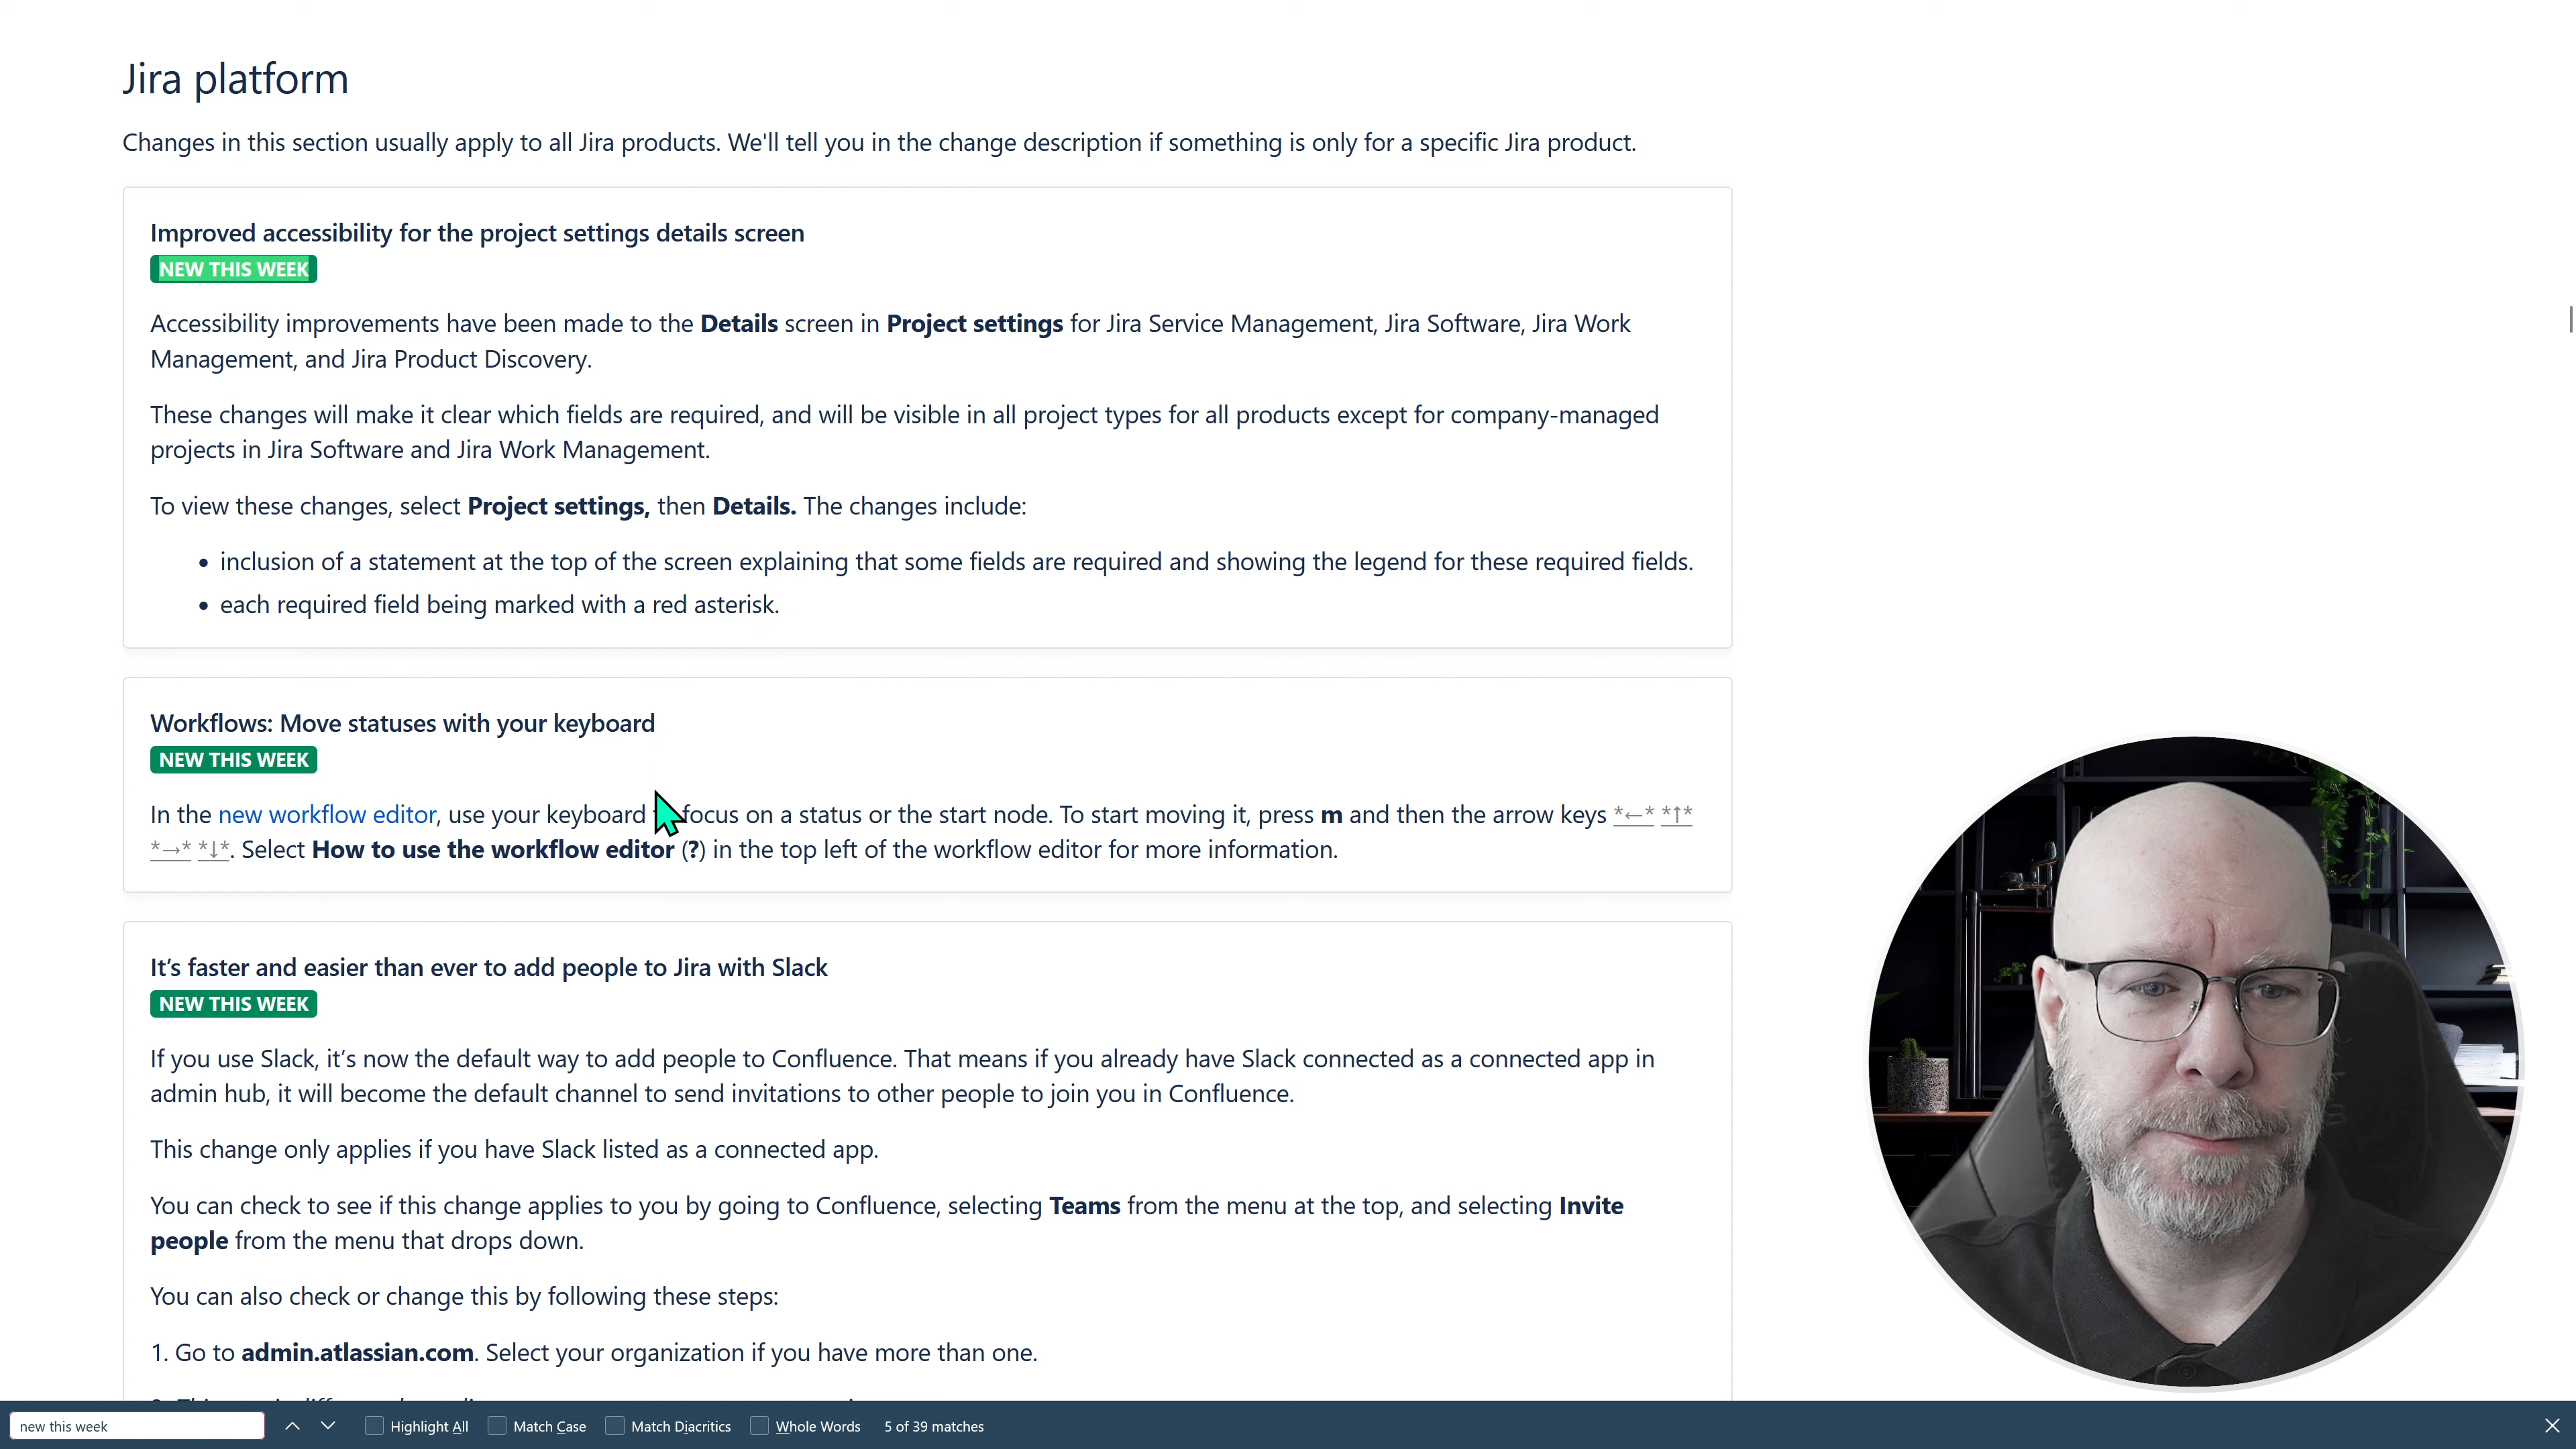 Jira platform
Changes in this section usually apply to all Jira products. We'll tell you in the change description if something is only for a specific Jira product.
Improved accessibility for the project settings details screen
NEW THIS WEEK
Accessibility improvements have been made to the Details screen in Project settings for Jira Service Management, Jira Software, Jira Work
Management, and Jira Product Discovery.
These changes will make it clear which fields are required, and will be visible in all project types for all products except for company-managed
projects in Jira Software and Jira Work Management.
To view these changes, select Project settings, then Details. The changes include:
• inclusion of a statement at the top of the screen explaining that some fields are required and showing the legend for these required fields.
• each required field being marked with a red asterisk.
Workflows: Move statuses with your keyboard
NEW THIS WEEK
In the new workflow editor, use your keyboard focus on a status or the start node. To start moving it, press m and then the arrow keys *←* *↑*
*→* *↓*. Select How to use the workflow editor (?) in the top left of the workflow editor for more information.
It’s faster and easier than ever to add people to Jira with Slack
NEW THIS WEEK
If you use Slack, it’s now the default way to add people to Confluence. That means if you already have Slack connected as a connected app in
admin hub, it will become the default channel to send invitations to other people to join you in Confluence.
This change only applies if you have Slack listed as a connected app.
You can check to see if this change applies to you by going to Confluence, selecting Teams from the menu at the top, and selecting Invite
people from the menu that drops down.
You can also check or change this by following these steps:
1. Go to admin.atlassian.com. Select your organization if you have more than one.
new this week
Highlight All
Match Case
Match Diacritics
Whole Words
5 of 39 matches